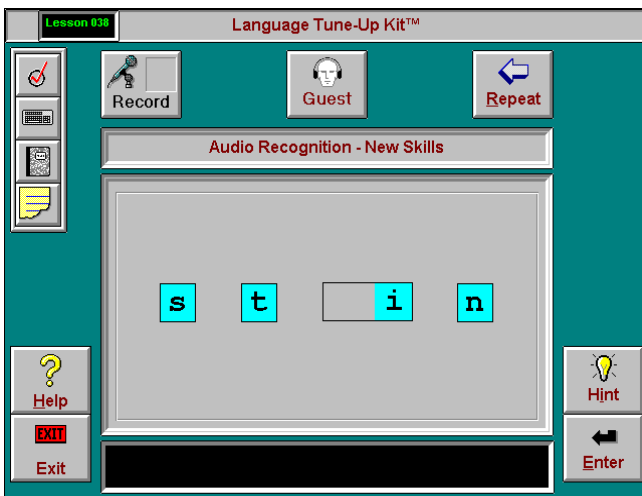 Lesson 038
Language Tune-Up Kit™
Record
Guest
Repeat
Audio Recognition - New Skills
s t i n
Help
Hint
EXIT
Exit
Enter